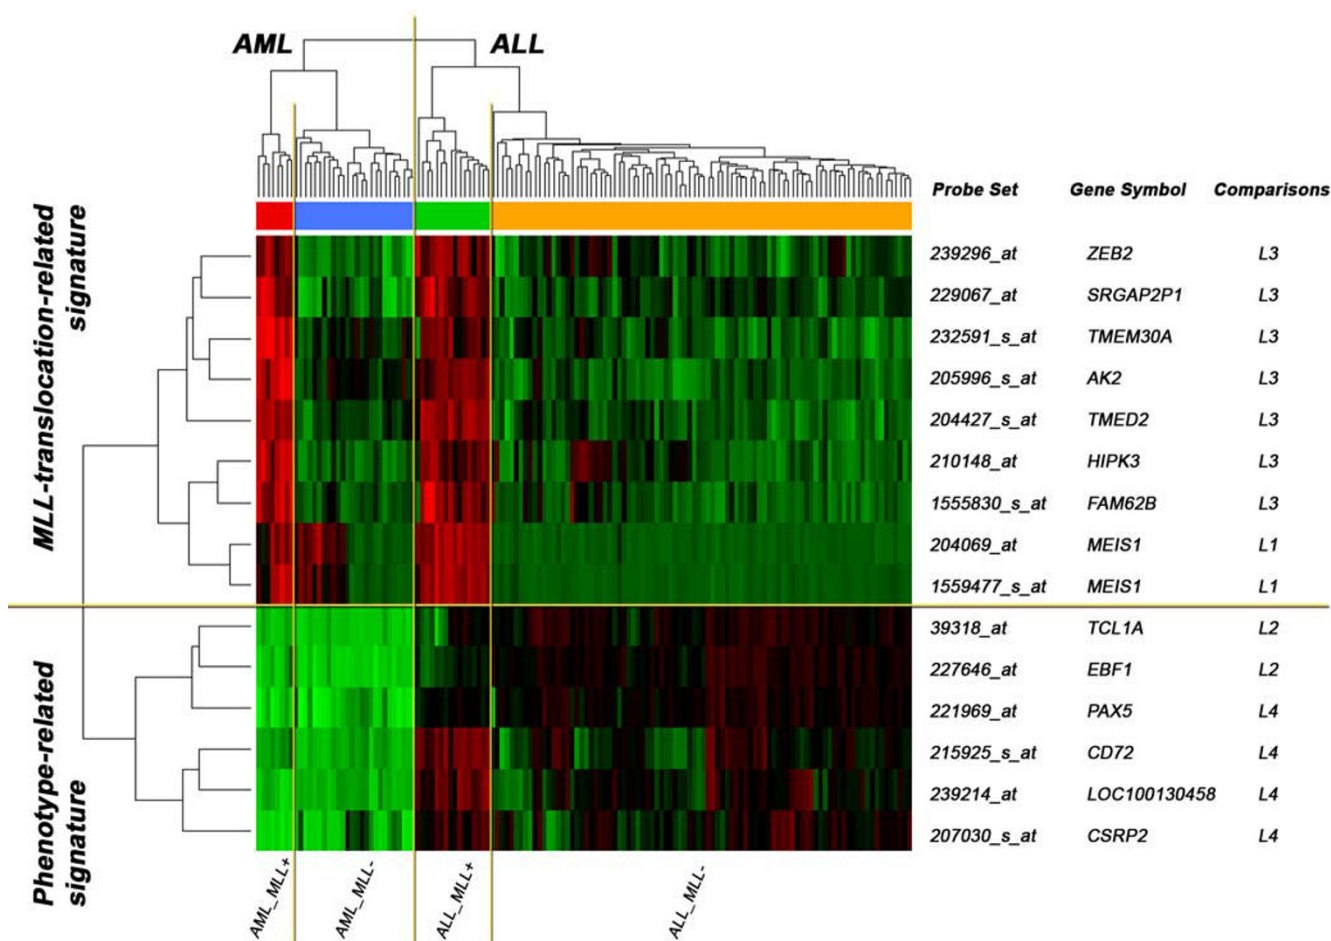 AML ALL
Probe Set Gene Symbol Comparisons
MLL-translocation-related
signature
239296_at ZEB2 L3
229067_at SRGAP2P1 L3
232591_s_at TMEM30A L3
205996_s_at AK2 L3
204427_s_at TMED2 L3
210148_at HIPK3 L3
1555830_s_at FAM62B L3
204069_at MEIS1 L1
1559477_s_at MEIS1 L1
Phenotype-related
signature
39318_at TCL1A L2
227646_at EBF1 L2
221969_at PAX5 L4
215925_s_at CD72 L4
239214_at LOC100130458 L4
207030_s_at CSRP2 L4
AML_MLL+
AML_MLL-
ALL_MLL+
ALL_MLL-